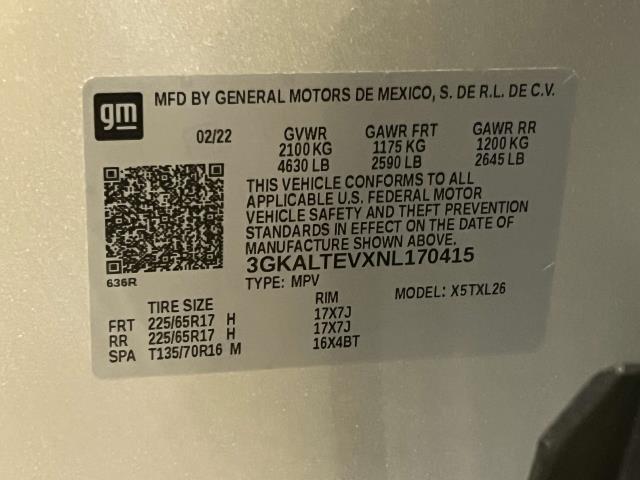 gm
MFD BY GENERAL MOTORS DE MEXICO, S. DE R.L. DE C.V.
02/22 GVWR GAWR FRT GAWR RR
2100 KG 1175 KG 1200 KG
4630 LB 2590 LB 2645 LB
THIS VEHICLE CONFORMS TO ALL
APPLICABLE U.S. FEDERAL MOTOR
VEHICLE SAFETY AND THEFT PREVENTION
STANDARDS IN EFFECT ON THE DATE OF
MANUFACTURE SHOWN ABOVE.
3GKALTEVXNL170415
636R
TYPE: MPV MODEL: X5TXL26
TIRE SIZE RIM
FRT 225/65R17 H 17X7J
RR 225/65R17 H 17X7J
SPA T135/70R16 M 16X4BT